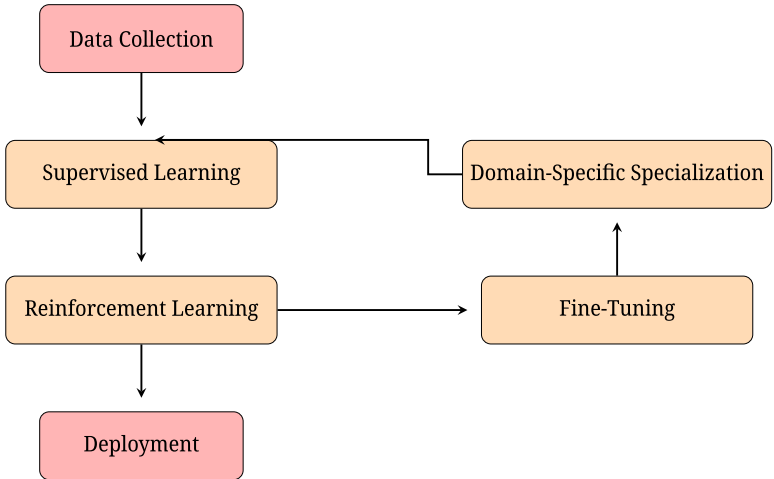 Data Collection
Supervised Learning
Domain-Specific Specialization
Reinforcement Learning
Fine-Tuning
Deployment